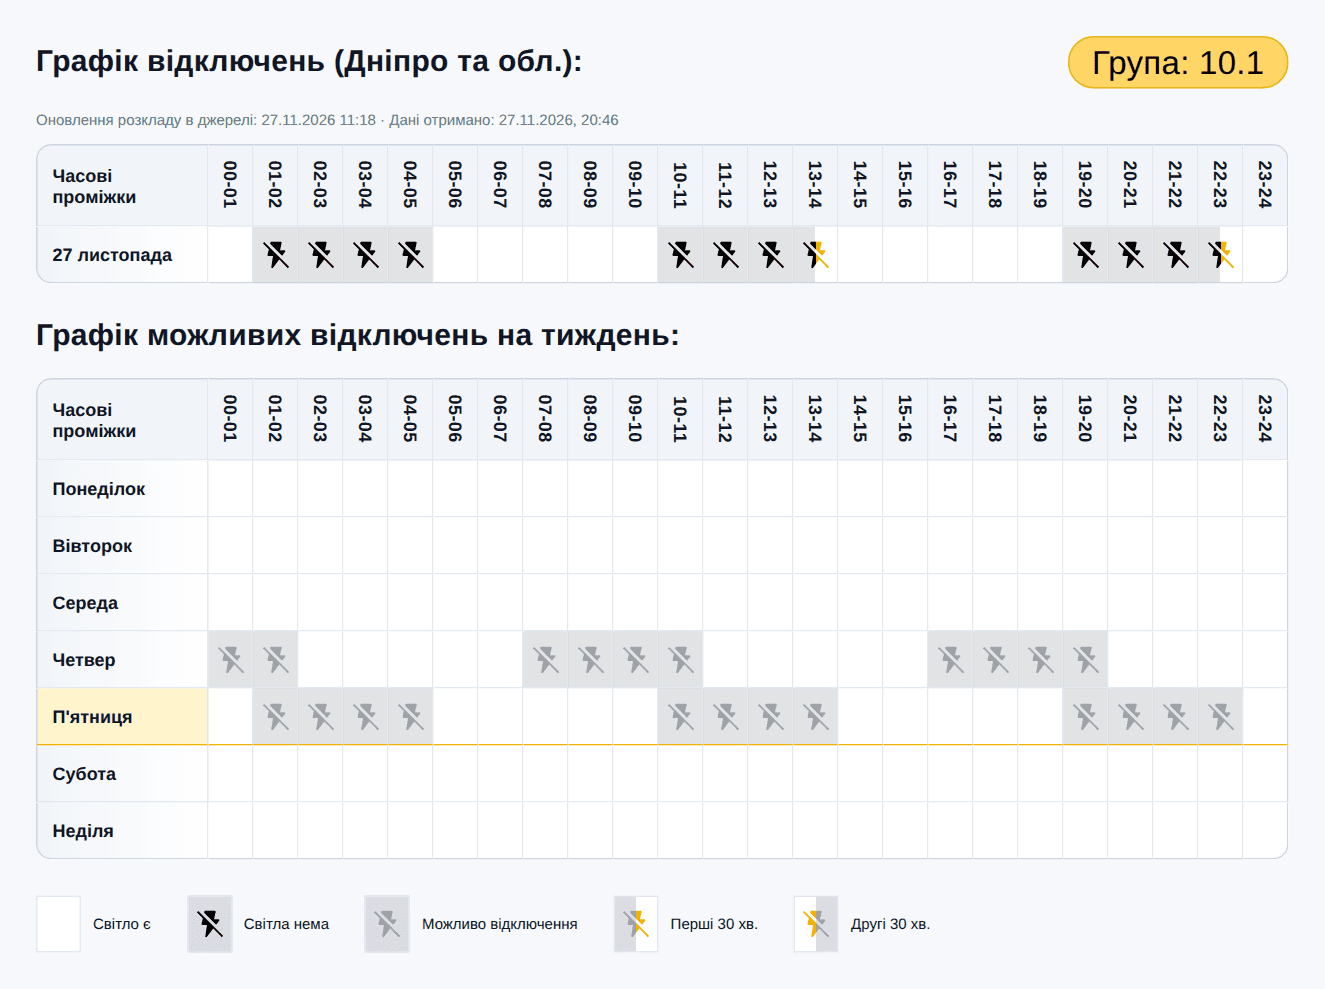 Графік відключень (Дніпро та обл.):
Група: 10.1
Оновлення розкладу в джерелі: 27.11.2026 11:18 · Дані отримано: 27.11.2026, 20:46
Часові
проміжки
00-01 01-02 02-03 03-04 04-05 05-06 06-07 07-08 08-09 09-10 10-11 11-12 12-13 13-14 14-15 15-16 16-17 17-18 18-19 19-20 20-21 21-22 22-23 23-24
27 листопада
Графік можливих відключень на тиждень:
Часові
проміжки
00-01 01-02 02-03 03-04 04-05 05-06 06-07 07-08 08-09 09-10 10-11 11-12 12-13 13-14 14-15 15-16 16-17 17-18 18-19 19-20 20-21 21-22 22-23 23-24
Понеділок
Вівторок
Середа
Четвер
П'ятниця
Субота
Неділя
Світло є
Світла нема
Можливо відключення
Перші 30 хв.
Другі 30 хв.